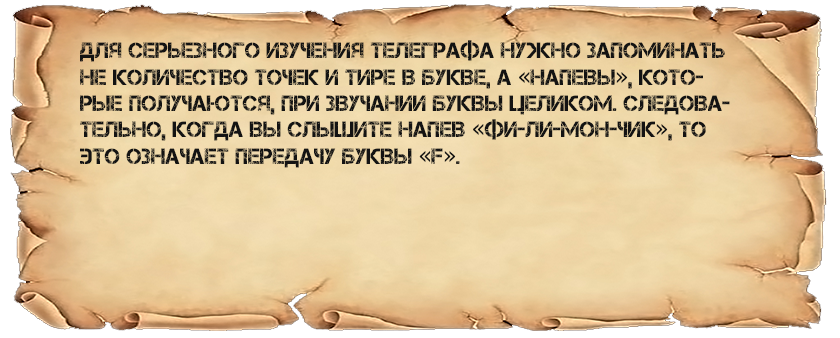 ДЛЯ СЕРЬЕЗНОГО ИЗУЧЕНИЯ ТЕЛЕГРАФА НУЖНО ЗАПОМИНАТЬ
НЕ КОЛИЧЕСТВО ТОЧЕК И ТИРЕ В БУКВЕ, А «НАПЕВЫ», КОТО-
РЫЕ ПОЛУЧАЮТСЯ, ПРИ ЗВУЧАНИИ БУКВЫ ЦЕЛИКОМ. СЛЕДОВА-
ТЕЛЬНО, КОГДА ВЫ СЛЫШИТЕ НАПЕВ «ФИ-ЛИ-МОН-ЧИК», ТО
ЭТО ОЗНАЧАЕТ ПЕРЕДАЧУ БУКВЫ «F».